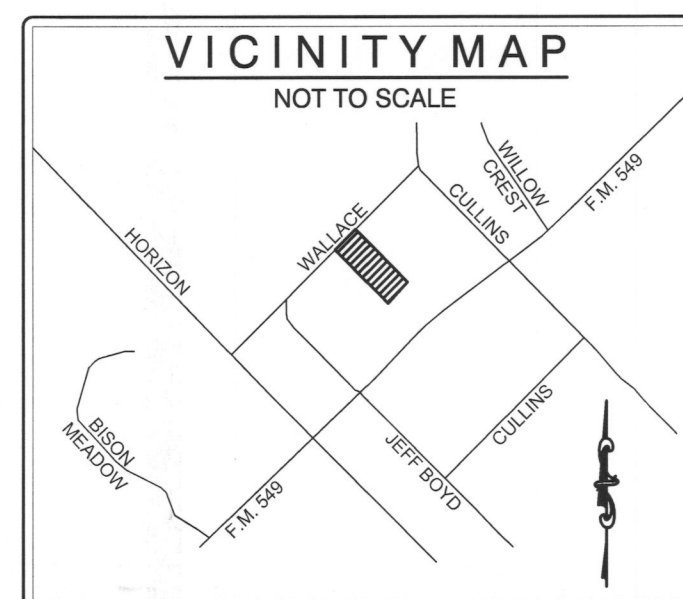 VICINITY MAP
NOT TO SCALE
WILLOW
CREST
F.M. 549
CULLINS
WALLACE
HORIZON
BISON
MEADOW
CULLINS
JEFF BOYD
F.M. 549